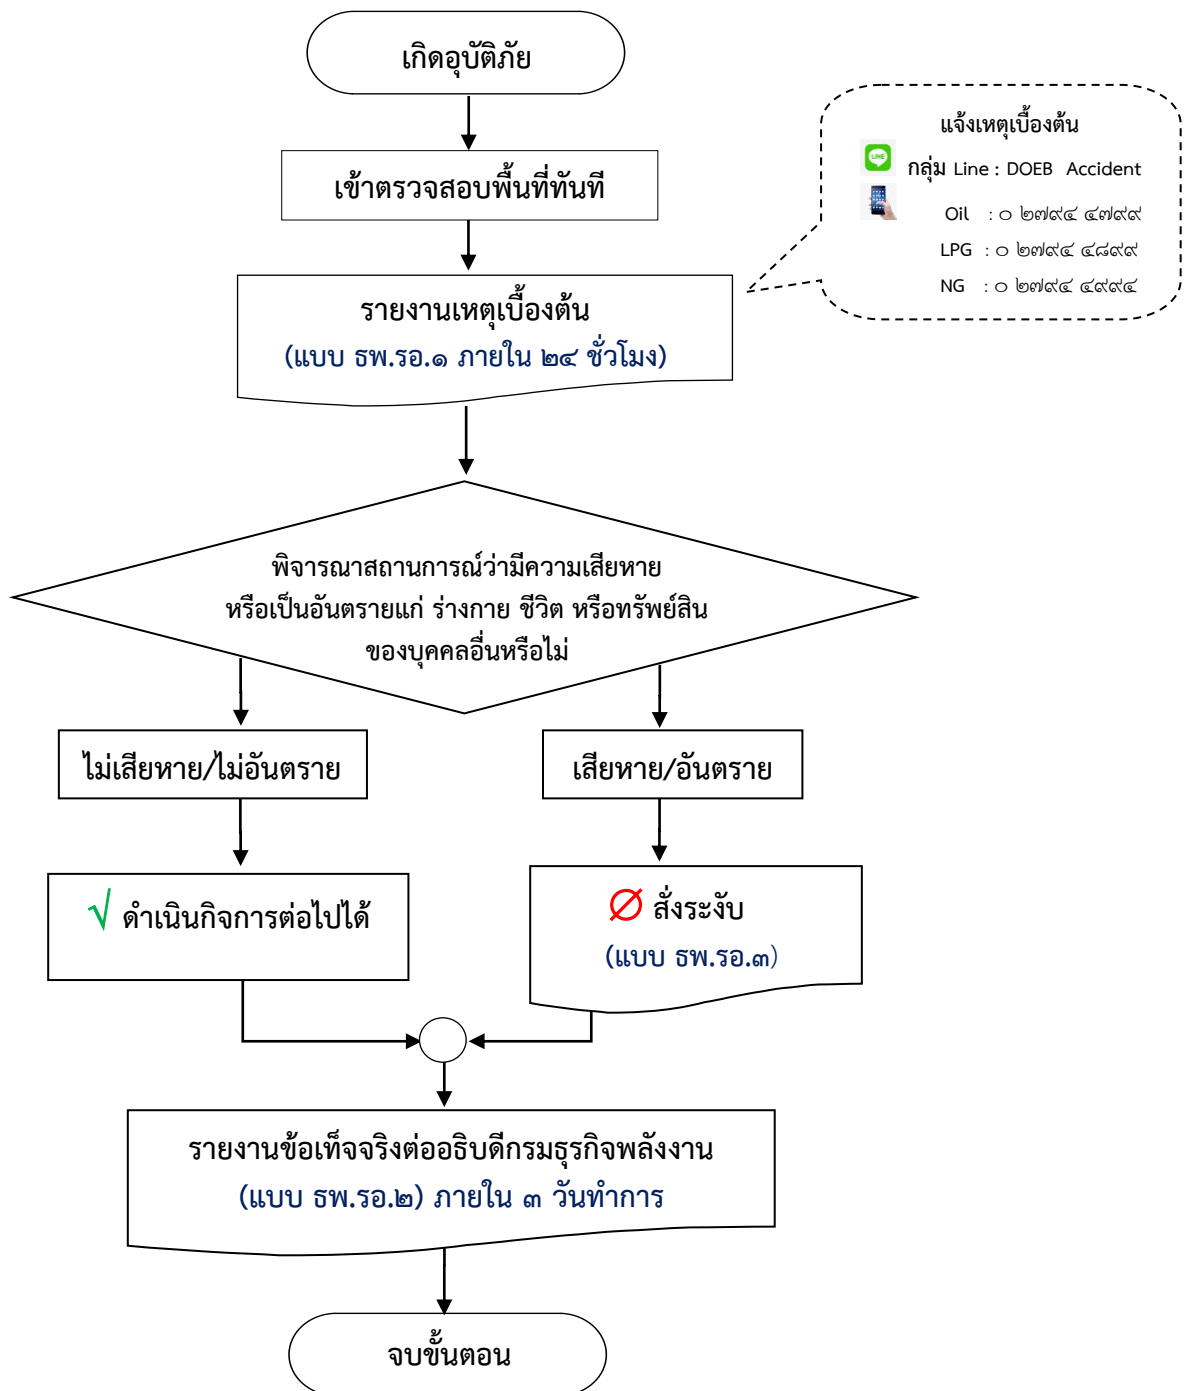 เกิดอุบัติภัย
เข้าตรวจสอบพื้นที่ทันที
แจ้งเหตุเบื้องต้น
LINE
กลุ่ม Line : DOEB Accident
Oil : ๐ ๒๗๙๔ ๔๗๙๙
LPG : ๐ ๒๗๙๔ ๔๘๙๙
NG : ๐ ๒๗๙๔ ๔๙๙๔
รายงานเหตุเบื้องต้น
(แบบ ธพ.รอ.๑ ภายใน ๒๔ ชั่วโมง)
พิจารณาสถานการณ์ว่ามีความเสียหาย
หรือเป็นอันตรายแก่ ร่างกาย ชีวิต หรือทรัพย์สิน
ของบุคคลอื่นหรือไม่
ไม่เสียหาย/ไม่อันตราย
เสียหาย/อันตราย
√ ดำเนินกิจการต่อไปได้
∅ สั่งระงับ
(แบบ ธพ.รอ.๓)
รายงานข้อเท็จจริงต่ออธิบดีกรมธุรกิจพลังงาน
(แบบ ธพ.รอ.๒) ภายใน ๓ วันทำการ
จบขั้นตอน